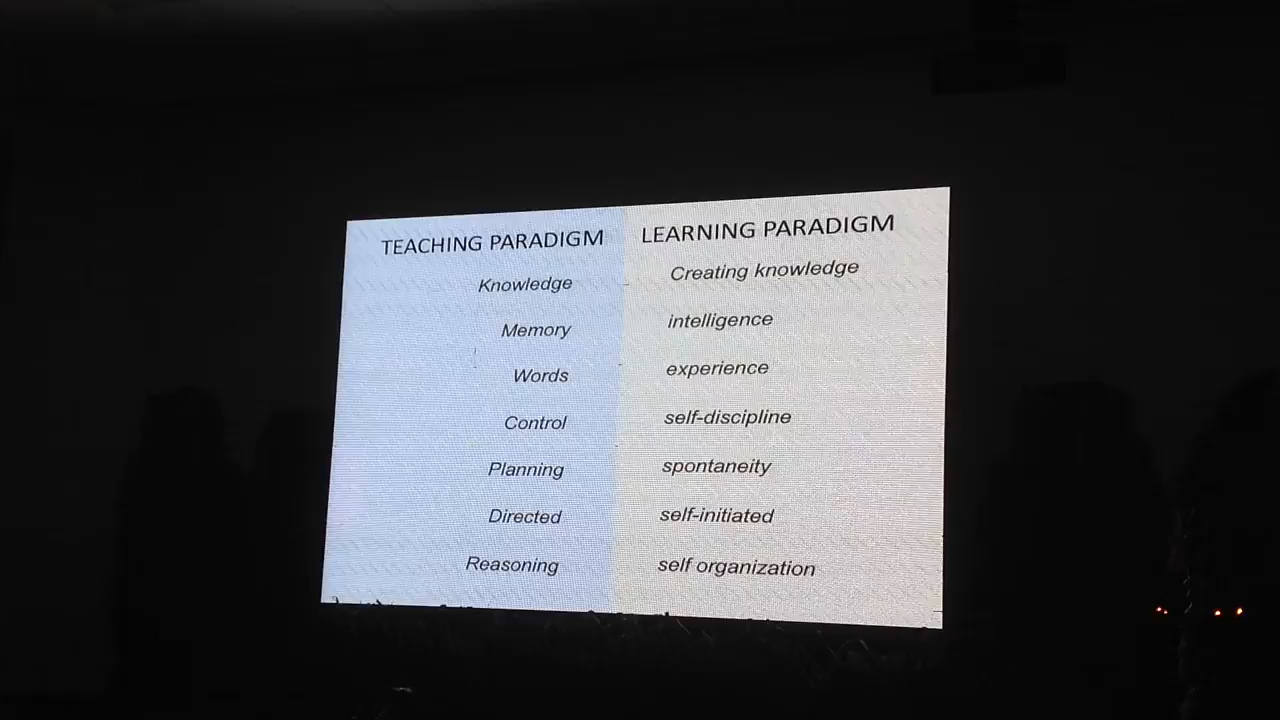 TEACHING PARADIGM LEARNING PARADIGM
Knowledge Creating knowledge
Memory intelligence
Words experience
Control self-discipline
Planning spontaneity
Directed self-initiated
Reasoning self organization